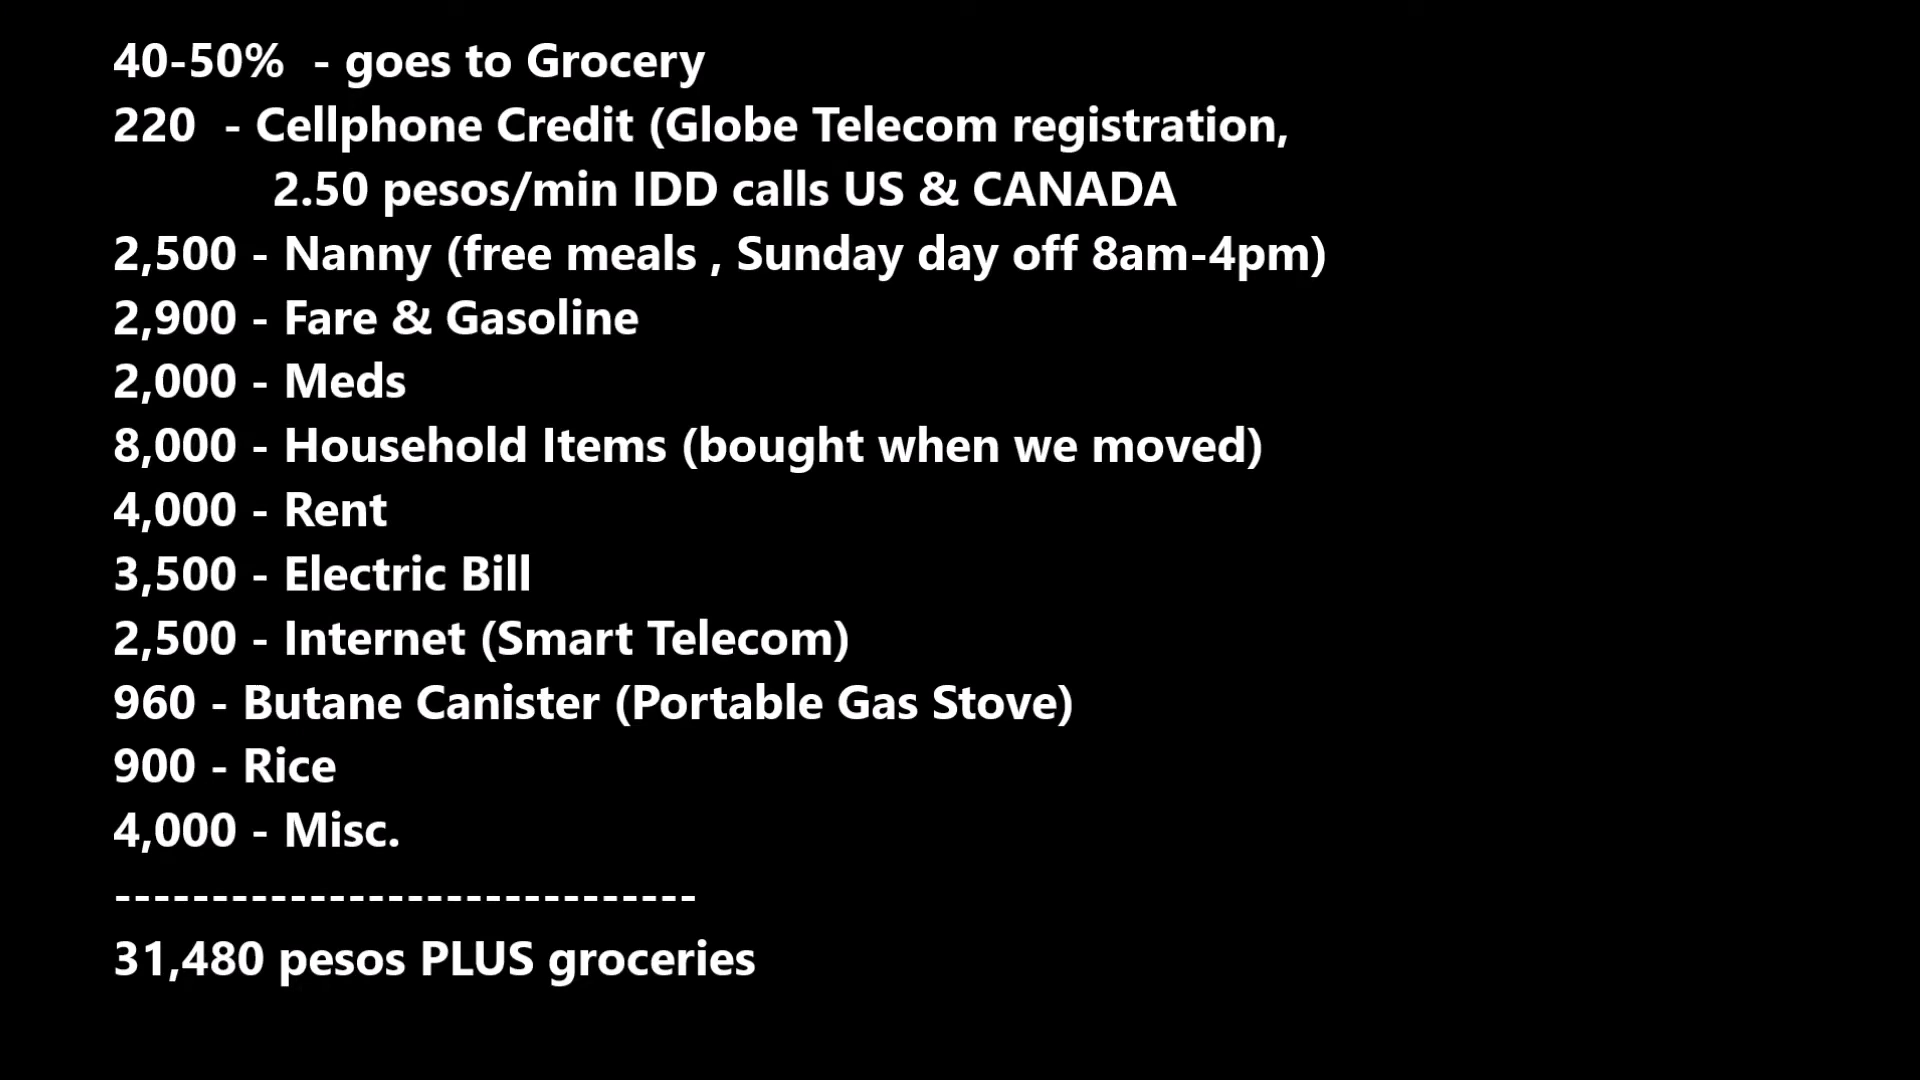 40-50%  - goes to Grocery
220  - Cellphone Credit (Globe Telecom registration,
2.50 pesos/min IDD calls US & CANADA
2,500 - Nanny (free meals , Sunday day off 8am-4pm)
2,900 - Fare & Gasoline
2,000 - Meds
8,000 - Household Items (bought when we moved)
4,000 - Rent
3,500 - Electric Bill
2,500 - Internet (Smart Telecom)
960 - Butane Canister (Portable Gas Stove)
900 - Rice
4,000 - Misc.
------------------------------
31,480 pesos PLUS groceries